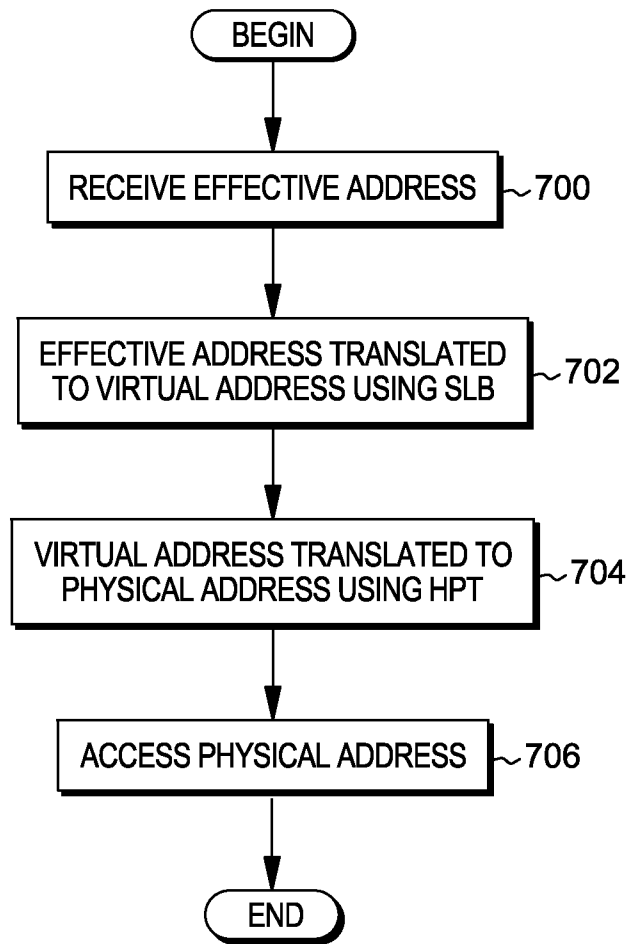 BEGIN
RECEIVE EFFECTIVE ADDRESS
700
EFFECTIVE ADDRESS TRANSLATED
TO VIRTUAL ADDRESS USING SLB
702
VIRTUAL ADDRESS TRANSLATED TO
PHYSICAL ADDRESS USING HPT
704
ACCESS PHYSICAL ADDRESS
706
END